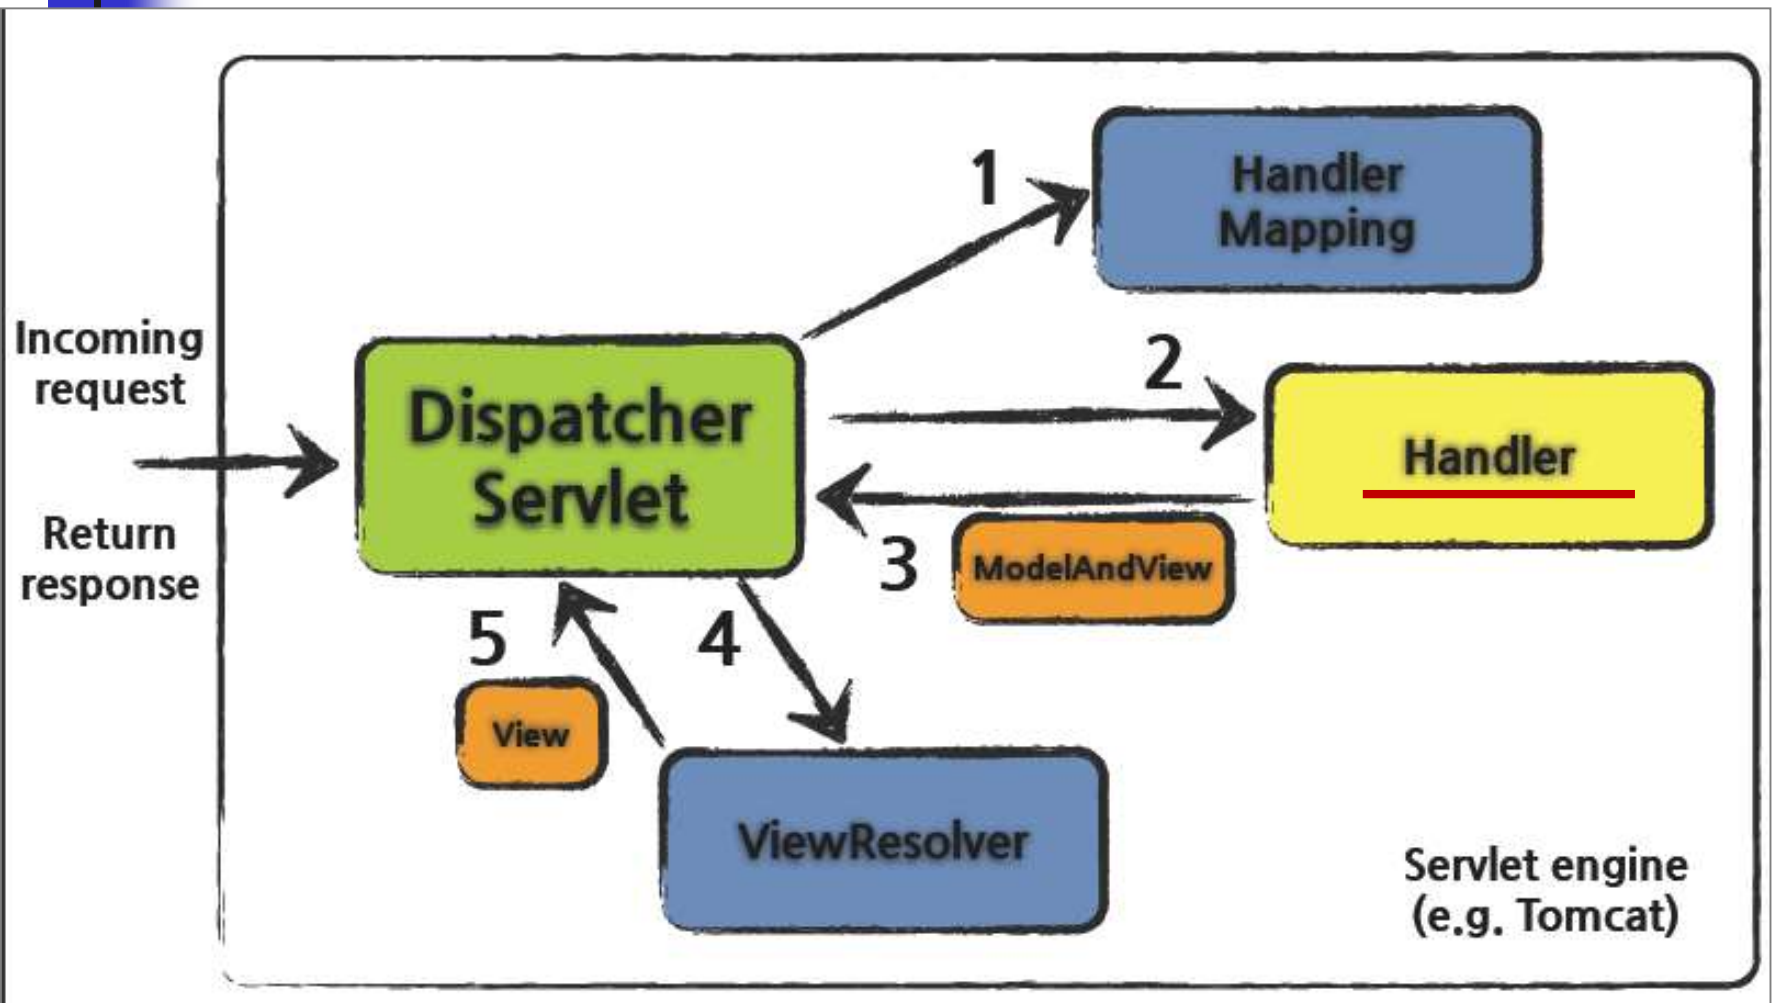 1
Handler
Mapping
Incoming
request
2
Dispatcher
Servlet
Handler
Return
response
3
ModelAndView
5
4
View
ViewResolver
Servlet engine
(e.g. Tomcat)